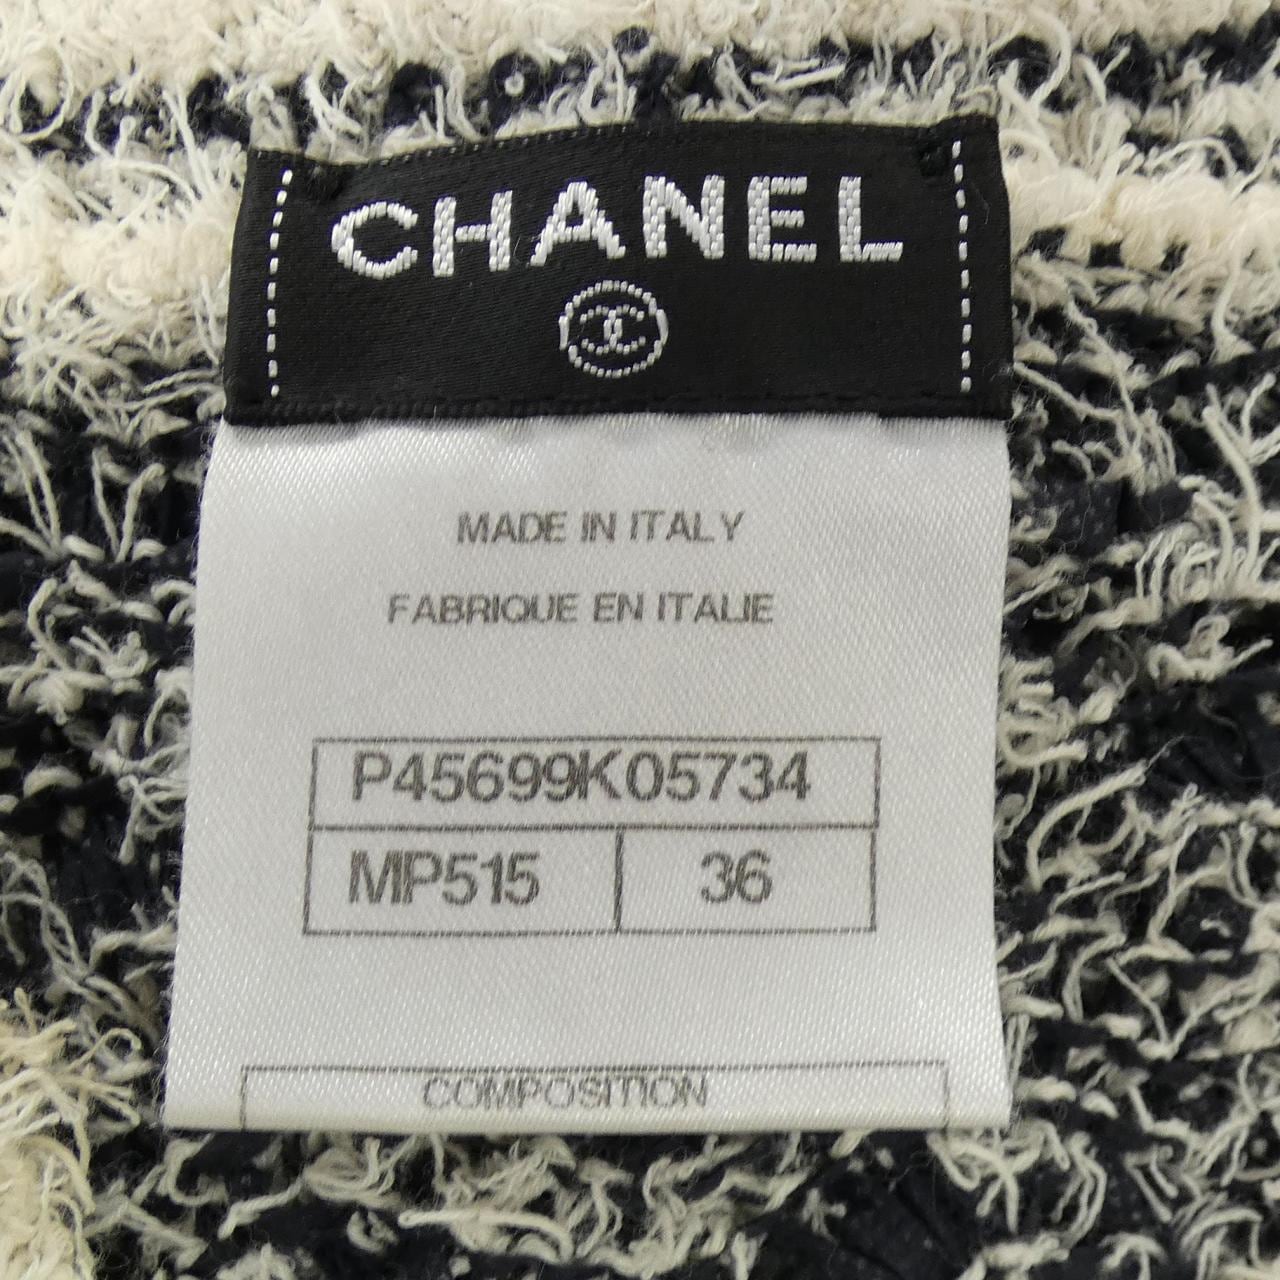 CHANEL
MADE IN ITALY
FABRIQUE EN ITALIE
P45699K05734
MP515 36
COMPOSITION